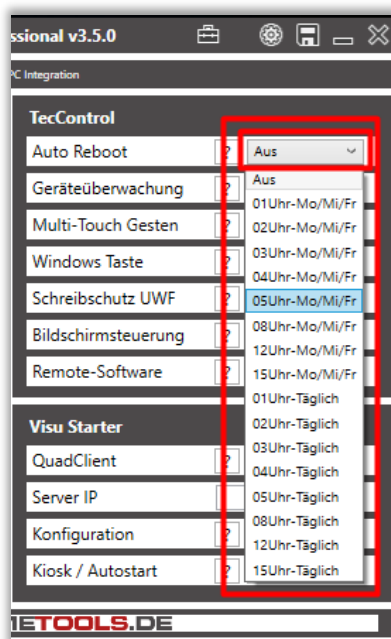 ssional v3.5.0
PC Integration
TecControl
Auto Reboot ? Aus
Geräteüberwachung
Multi-Touch Gesten
Windows Taste
Schreibschutz UWF
Bildschirmsteuerung
Remote-Software
Aus
01Uhr-Mo/Mi/Fr
02Uhr-Mo/Mi/Fr
03Uhr-Mo/Mi/Fr
04Uhr-Mo/Mi/Fr
05Uhr-Mo/Mi/Fr
08Uhr-Mo/Mi/Fr
12Uhr-Mo/Mi/Fr
15Uhr-Mo/Mi/Fr
01Uhr-Täglich
02Uhr-Täglich
03Uhr-Täglich
04Uhr-Täglich
05Uhr-Täglich
08Uhr-Täglich
12Uhr-Täglich
15Uhr-Täglich
Visu Starter
QuadClient
Server IP
Konfiguration
Kiosk / Autostart
METOOLS.DE